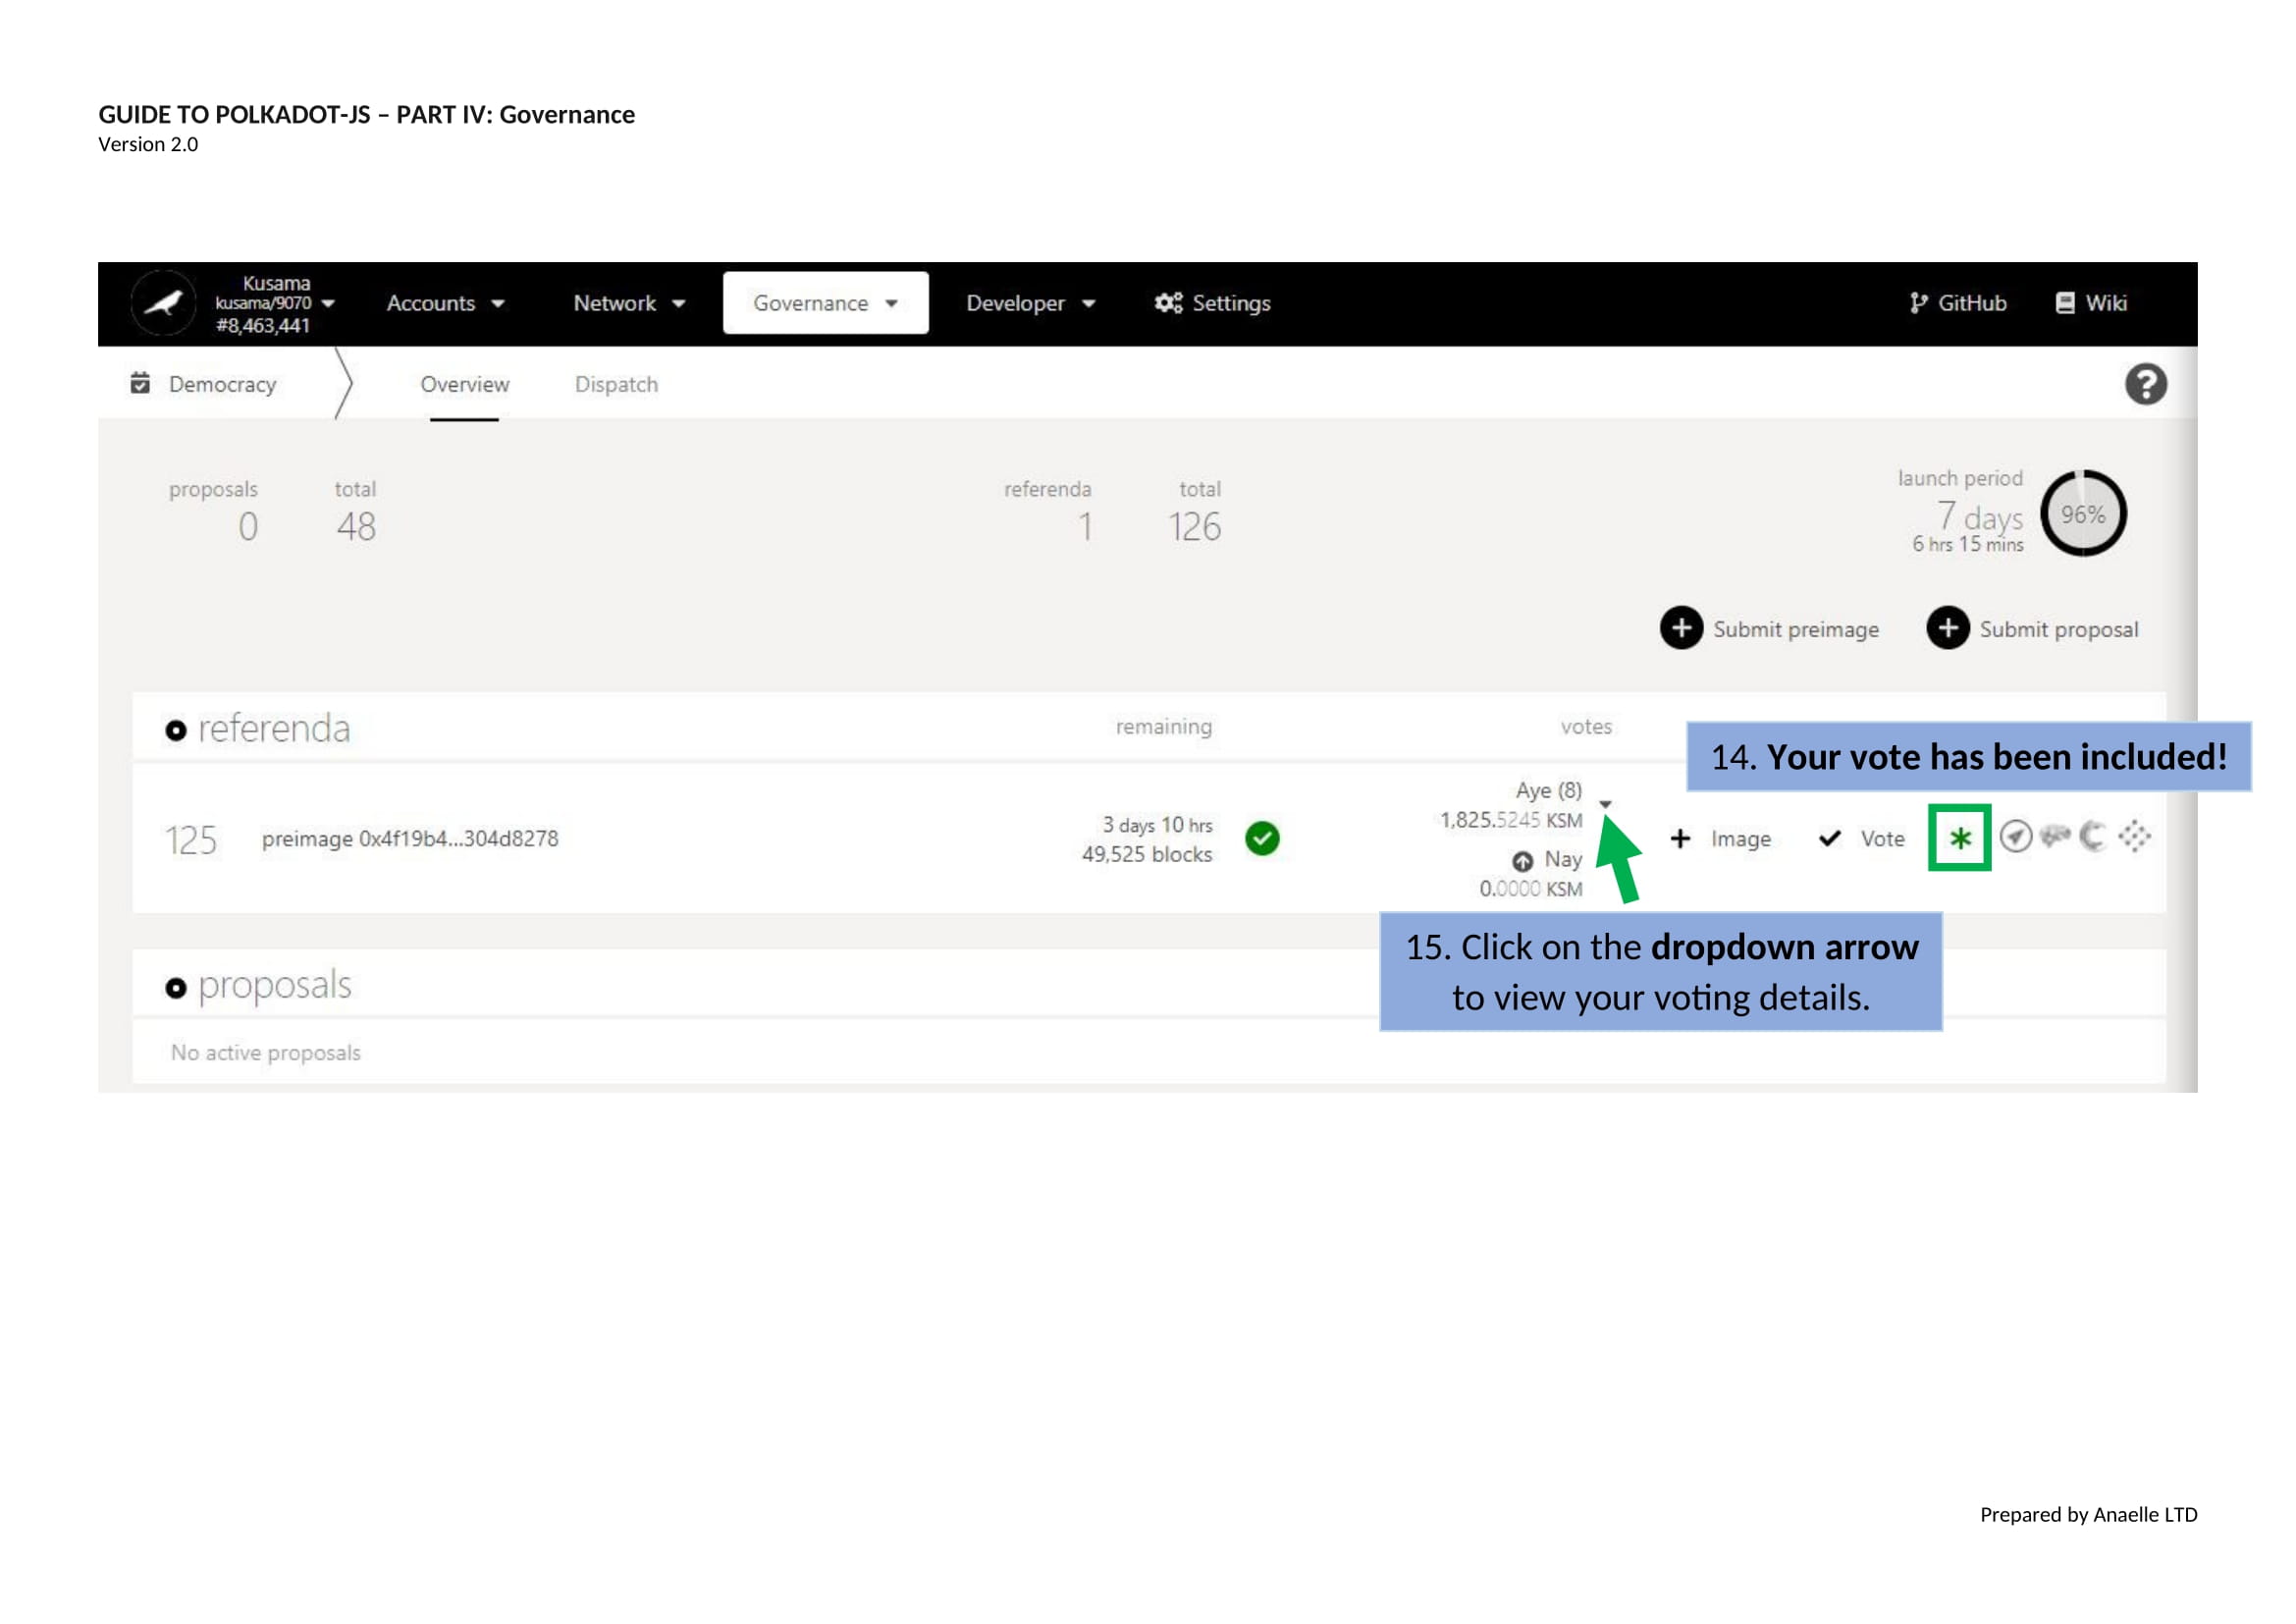 GUIDE TO POLKADOT-JS – PART IV: Governance
Version 2.0
Kusama
kusama/9070
#8,463,441
Accounts
Network
Governance
Developer
Settings
GitHub
Wiki
Democracy
Overview
Dispatch
proposals
0
total
48
referenda
1
total
126
launch period
7 days
6 hrs 15 mins
96%
Submit preimage
Submit proposal
referenda
remaining
votes
14. Your vote has been included!
125
preimage 0x4f19b4...304d8278
3 days 10 hrs
49,525 blocks
Aye (8)
1,825.5245 KSM
Nay
0.0000 KSM
Image
Vote
15. Click on the dropdown arrow
to view your voting details.
proposals
No active proposals
Prepared by Anaelle LTD